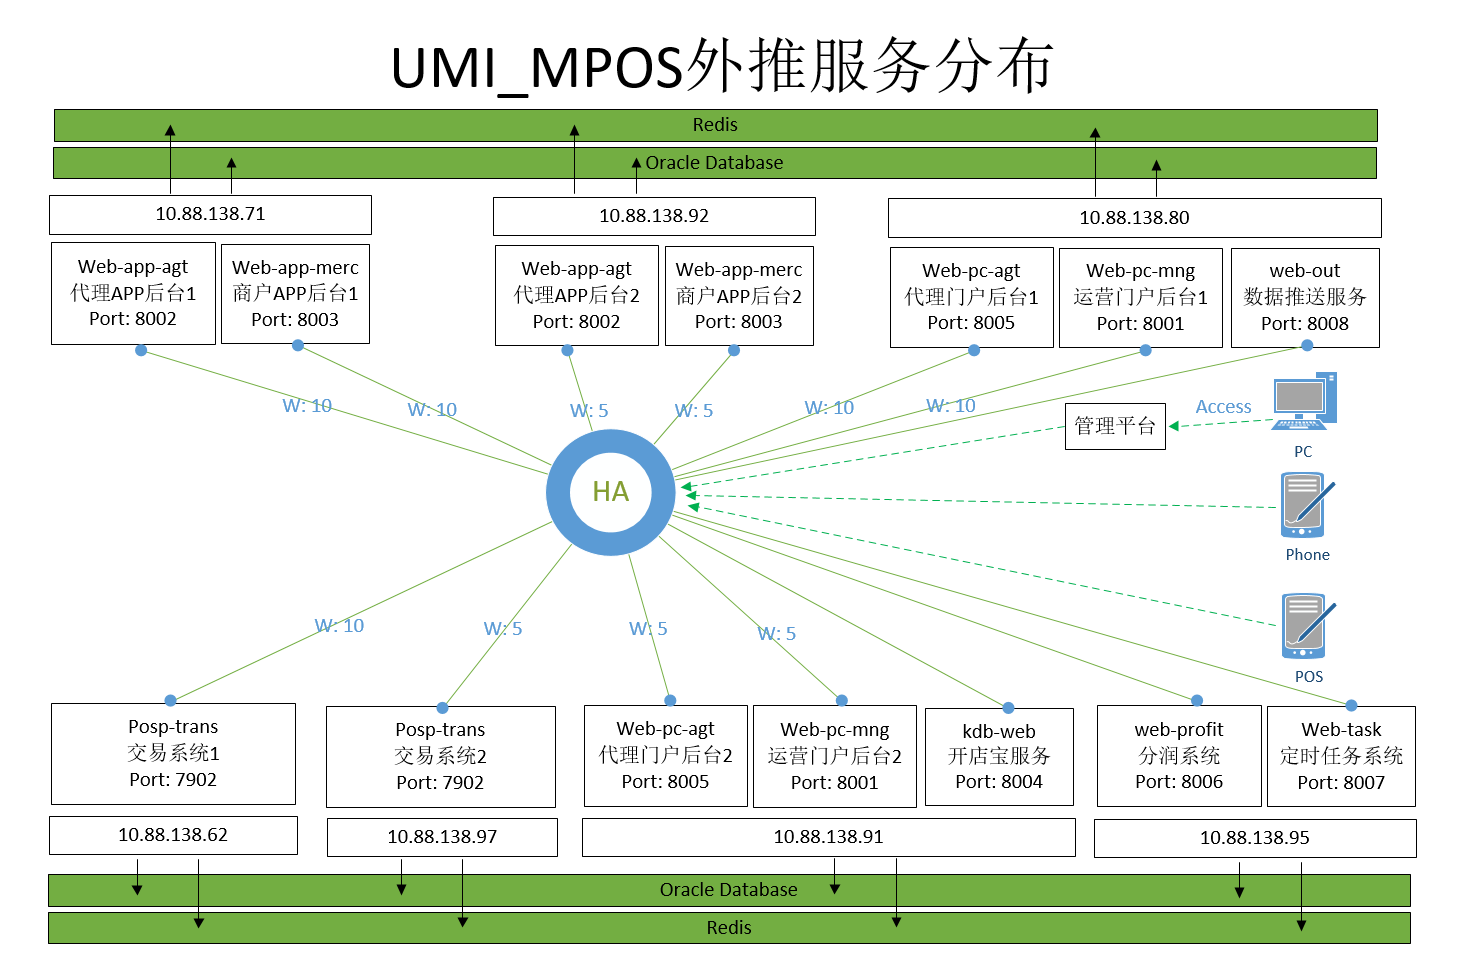 UMI_MPOS外推服务分布
Redis
Oracle Database
10.88.138.71
10.88.138.92
10.88.138.80
Web-app-agt
代理APP后台1
Port: 8002
Web-app-merc
商户APP后台1
Port: 8003
Web-app-agt
代理APP后台2
Port: 8002
Web-app-merc
商户APP后台2
Port: 8003
Web-pc-agt
代理门户后台1
Port: 8005
Web-pc-mng
运营门户后台1
Port: 8001
web-out
数据推送服务
Port: 8008
W: 10
W: 10
W: 5
W: 5
W: 10
W: 10
管理平台
Access
PC
HA
Phone
POS
W: 10
W: 5
W: 5
W: 5
Posp-trans
交易系统1
Port: 7902
Posp-trans
交易系统2
Port: 7902
Web-pc-agt
代理门户后台2
Port: 8005
Web-pc-mng
运营门户后台2
Port: 8001
kdb-web
开店宝服务
Port: 8004
web-profit
分润系统
Port: 8006
Web-task
定时任务系统
Port: 8007
10.88.138.62
10.88.138.97
10.88.138.91
10.88.138.95
Oracle Database
Redis